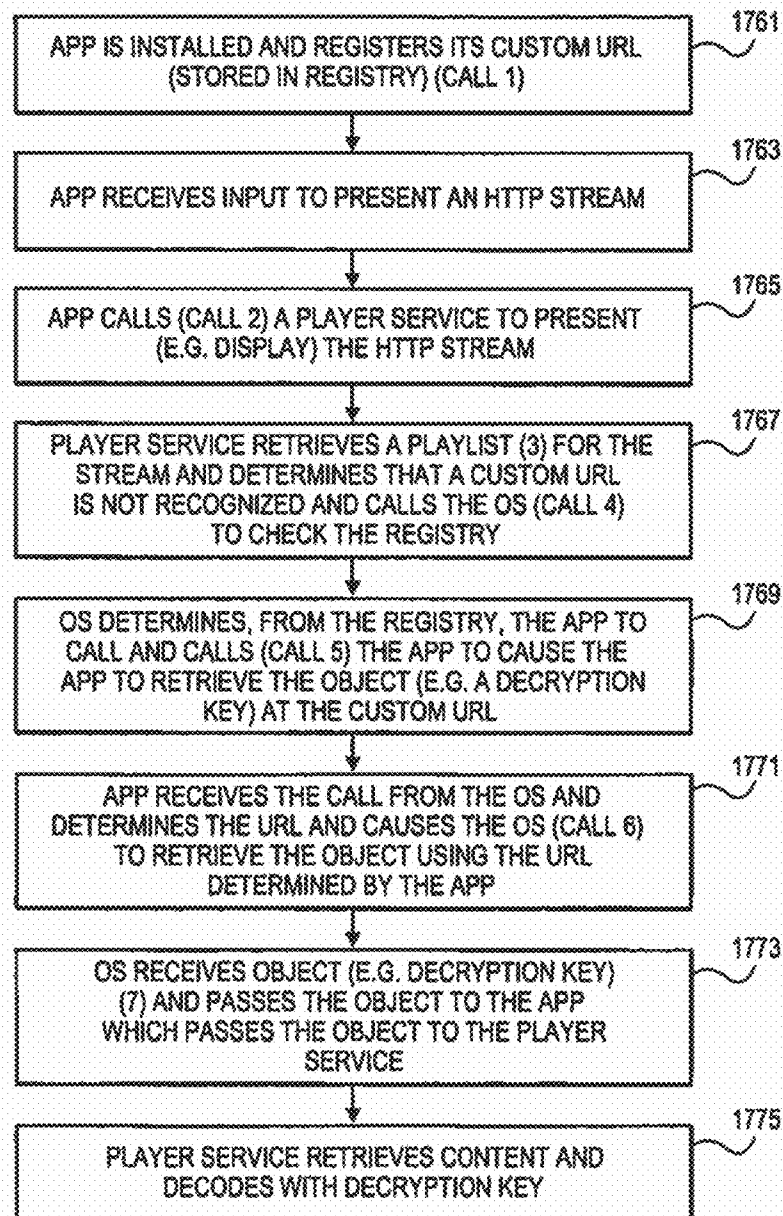 APP IS INSTALLED AND REGISTERS ITS CUSTOM URL
(STORED IN REGISTRY) (CALL 1)
1761
APP RECEIVES INPUT TO PRESENT AN HTTP STREAM
1763
APP CALLS (CALL 2) A PLAYER SERVICE TO PRESENT
(E.G. DISPLAY) THE HTTP STREAM
1765
PLAYER SERVICE RETRIEVES A PLAYLIST (3) FOR THE
STREAM AND DETERMINES THAT A CUSTOM URL
IS NOT RECOGNIZED AND CALLS THE OS (CALL 4)
TO CHECK THE REGISTRY
1767
OS DETERMINES, FROM THE REGISTRY, THE APP TO
CALL AND CALLS (CALL 5) THE APP TO CAUSE THE
APP TO RETRIEVE THE OBJECT (E.G. A DECRYPTION
KEY) AT THE CUSTOM URL
1769
APP RECEIVES THE CALL FROM THE OS AND
DETERMINES THE URL AND CAUSES THE OS (CALL 6)
TO RETRIEVE THE OBJECT USING THE URL
DETERMINED BY THE APP
1771
OS RECEIVES OBJECT (E.G. DECRYPTION KEY)
(7) AND PASSES THE OBJECT TO THE APP
WHICH PASSES THE OBJECT TO THE PLAYER
SERVICE
1773
PLAYER SERVICE RETRIEVES CONTENT AND
DECODES WITH DECRYPTION KEY
1775